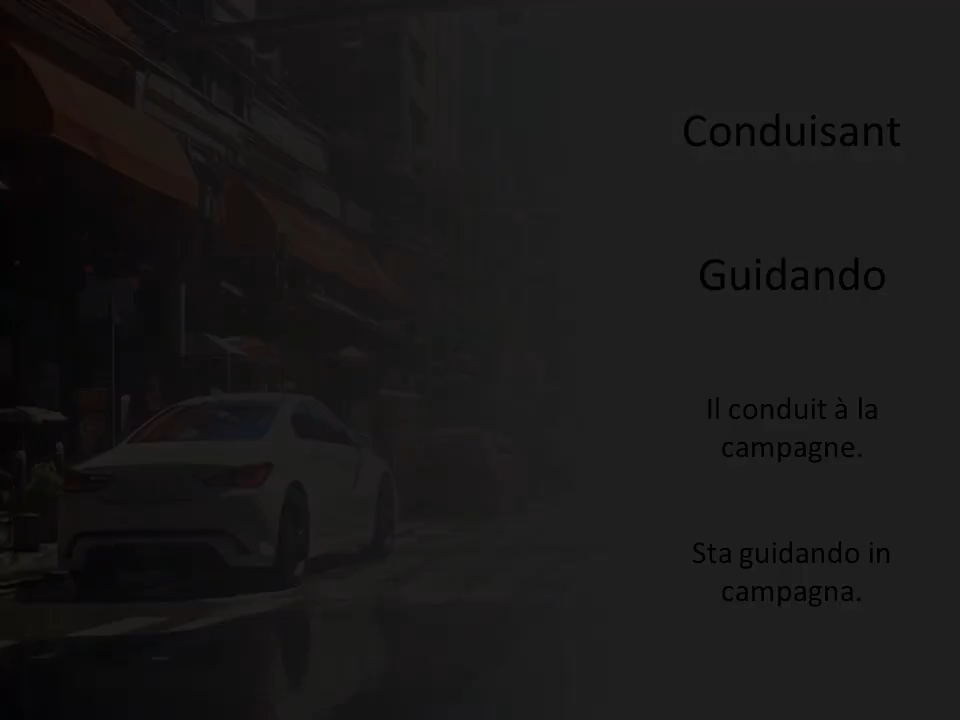 Conduisant
Guidando
Il conduit à la
campagne.
Sta guidando in
campagna.